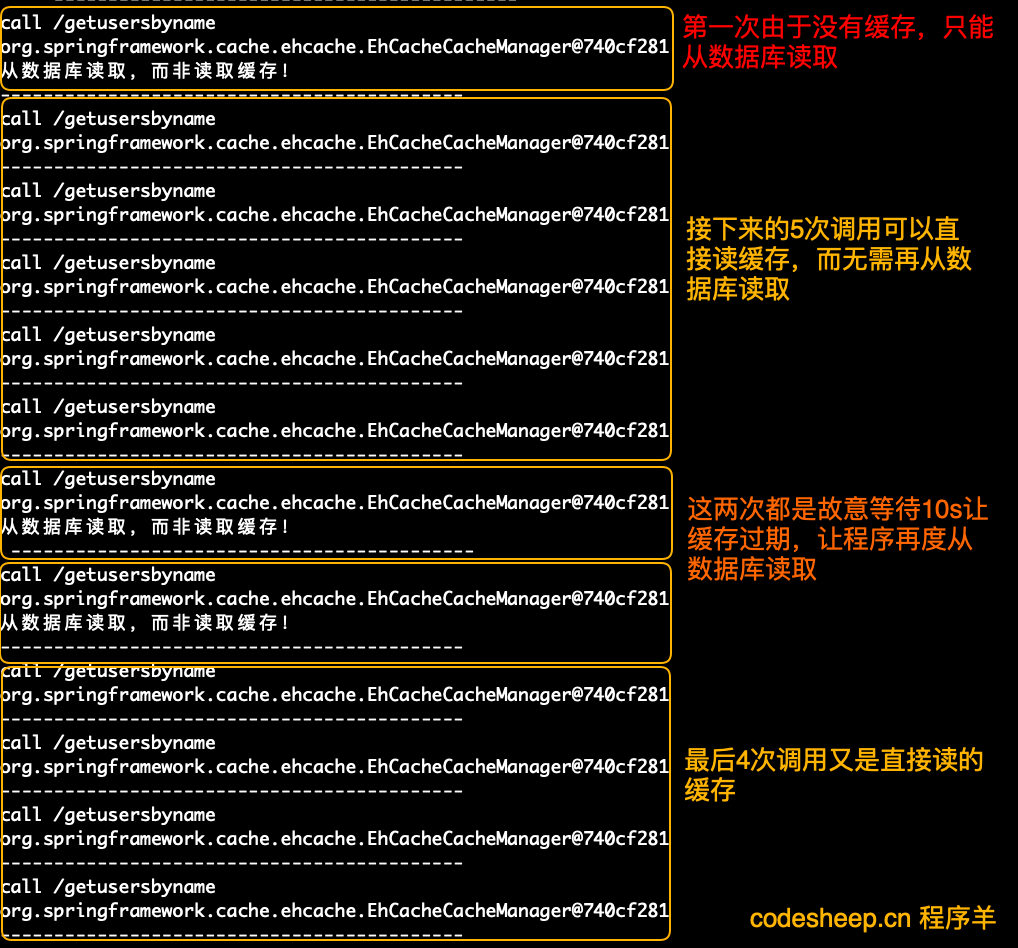 ------------------------------------------
call /getusersbyname
org.springframework.cache.ehcache.EhCacheCacheManager@740cf281
从数据库读取，而非读取缓存！
------------------------------------------
第一次由于没有缓存，只能
从数据库读取
call /getusersbyname
org.springframework.cache.ehcache.EhCacheCacheManager@740cf281
------------------------------------------
call /getusersbyname
org.springframework.cache.ehcache.EhCacheCacheManager@740cf281
------------------------------------------
call /getusersbyname
org.springframework.cache.ehcache.EhCacheCacheManager@740cf281
------------------------------------------
call /getusersbyname
org.springframework.cache.ehcache.EhCacheCacheManager@740cf281
------------------------------------------
call /getusersbyname
org.springframework.cache.ehcache.EhCacheCacheManager@740cf281
------------------------------------------
接下来的5次调用可以直
接读缓存，而无需再从数
据库读取
call /getusersbyname
org.springframework.cache.ehcache.EhCacheCacheManager@740cf281
从数据库读取，而非读取缓存！
------------------------------------------
call /getusersbyname
org.springframework.cache.ehcache.EhCacheCacheManager@740cf281
从数据库读取，而非读取缓存！
------------------------------------------
这两次都是故意等待10s让
缓存过期，让程序再度从
数据库读取
call /getusersbyname
org.springframework.cache.ehcache.EhCacheCacheManager@740cf281
------------------------------------------
call /getusersbyname
org.springframework.cache.ehcache.EhCacheCacheManager@740cf281
------------------------------------------
call /getusersbyname
org.springframework.cache.ehcache.EhCacheCacheManager@740cf281
------------------------------------------
call /getusersbyname
org.springframework.cache.ehcache.EhCacheCacheManager@740cf281
------------------------------------------
最后4次调用又是直接读的
缓存
codesheep.cn 程序羊